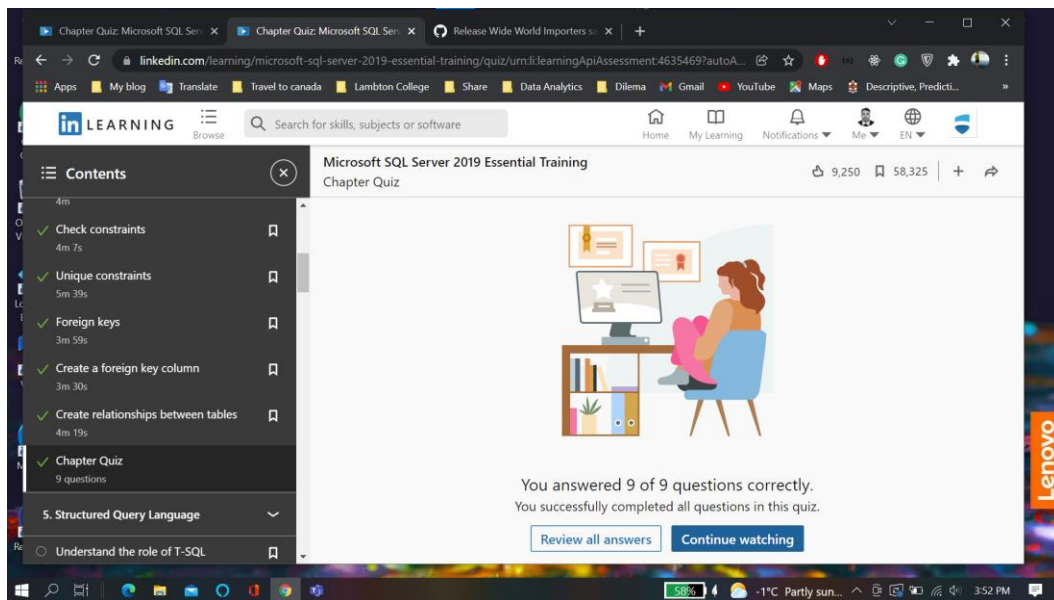 Chapter Quiz: Microsoft SQL Serv
Chapter Quiz: Microsoft SQL Serv
Release Wide World Importers sa
linkedin.com/learning/microsoft-sql-server-2019-essential-training/quiz/urn:li:learningApiAssessment:4635469?autoA...
Apps My blog Translate Travel to canada Lambton College Share Data Analytics Dilema Gmail YouTube Maps Descriptive, Predicti... »
in LEARNING
Browse
Search for skills, subjects or software
Home My Learning Notifications Me EN
Contents
Microsoft SQL Server 2019 Essential Training
Chapter Quiz
9,250 58,325
4m
Check constraints
4m 7s
Unique constraints
5m 39s
Foreign keys
3m 59s
Create a foreign key column
3m 30s
Create relationships between tables
4m 19s
Chapter Quiz
9 questions
5. Structured Query Language
Understand the role of T-SQL
You answered 9 of 9 questions correctly.
You successfully completed all questions in this quiz.
Review all answers Continue watching
Lenovo
58% -1°C Partly sun... 3:52 PM